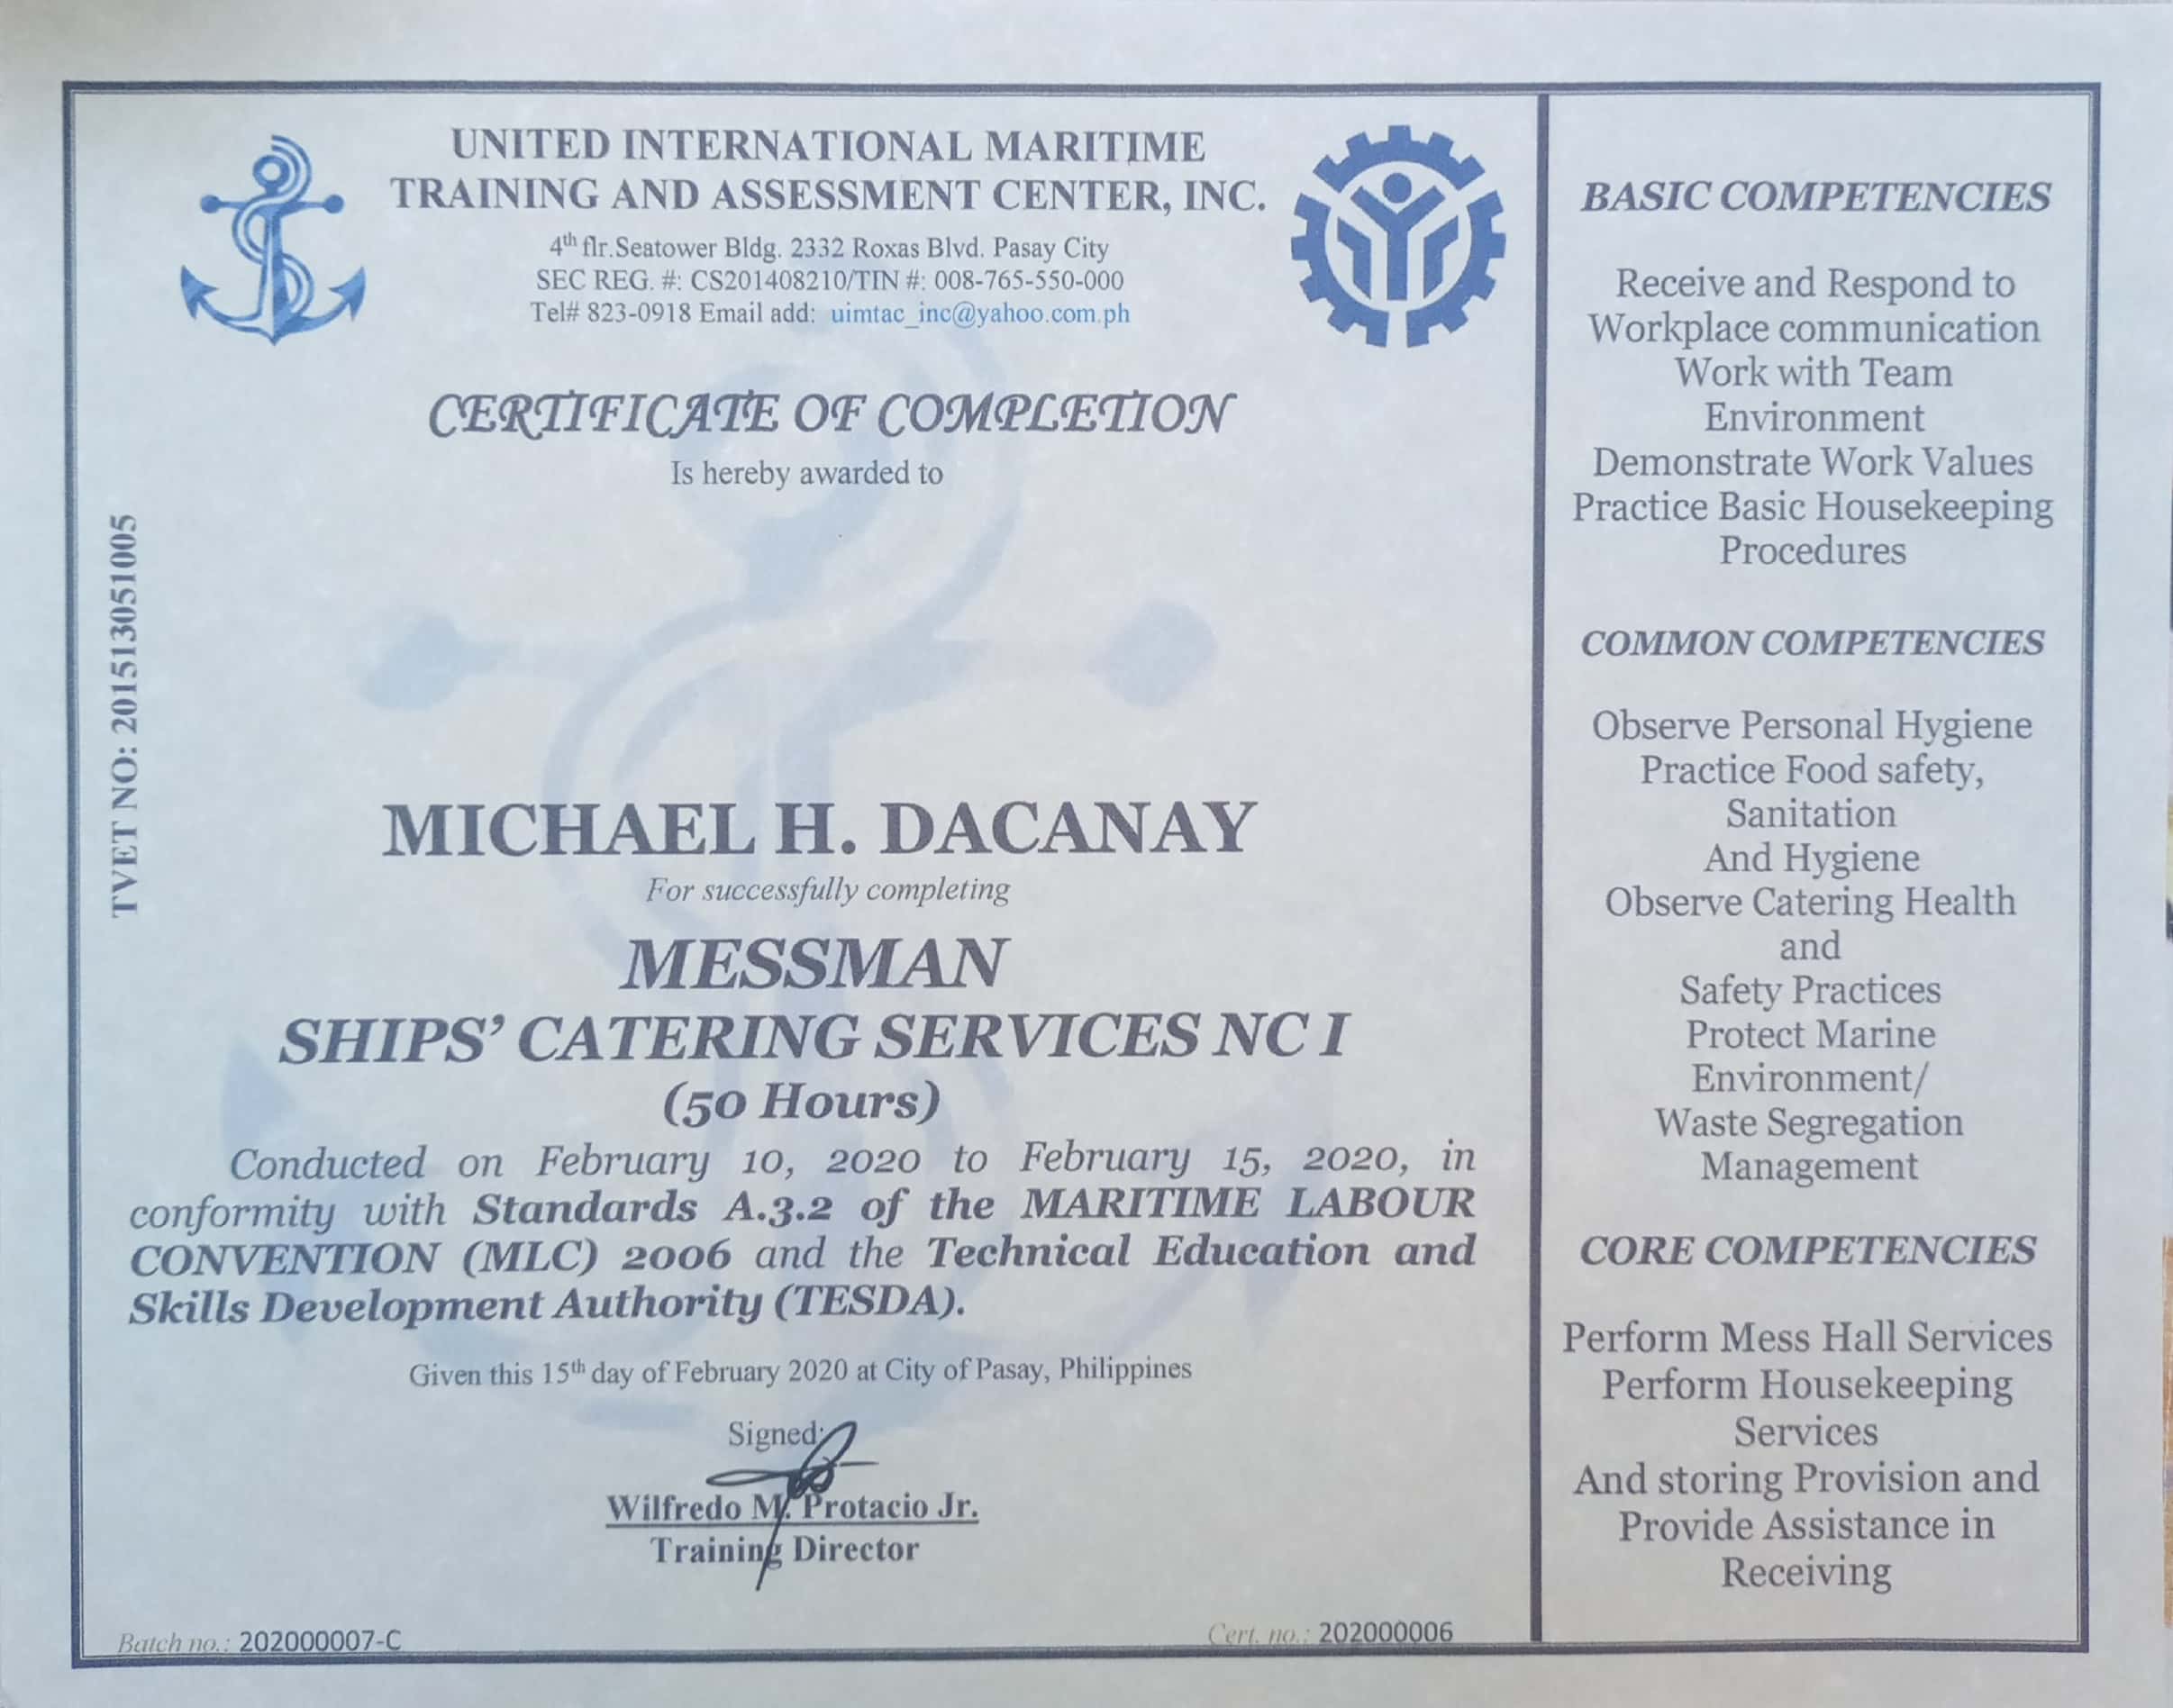 UNITED INTERNATIONAL MARITIME
TRAINING AND ASSESSMENT CENTER, INC.
4th flr.Seatower Bldg. 2332 Roxas Blvd. Pasay City
SEC REG. #: CS201408210/TIN #: 008-765-550-000
Tel# 823-0918 Email add: uimtac_inc@yahoo.com.ph
CERTIFICATE OF COMPLETION
Is hereby awarded to
TVET NO: 201513051005
MICHAEL H. DACANAY
For successfully completing
MESSMAN
SHIPS’ CATERING SERVICES NC I
(50 Hours)
Conducted on February 10, 2020 to February 15, 2020, in
conformity with Standards A.3.2 of the MARITIME LABOUR
CONVENTION (MLC) 2006 and the Technical Education and
Skills Development Authority (TESDA).
Given this 15th day of February 2020 at City of Pasay, Philippines
Signed:
Wilfredo M. Protacio Jr.
Training Director
Batch no.: 202000007-C
Cert. no.: 202000006
BASIC COMPETENCIES
Receive and Respond to
Workplace communication
Work with Team
Environment
Demonstrate Work Values
Practice Basic Housekeeping
Procedures
COMMON COMPETENCIES
Observe Personal Hygiene
Practice Food safety,
Sanitation
And Hygiene
Observe Catering Health
and
Safety Practices
Protect Marine
Environment/
Waste Segregation
Management
CORE COMPETENCIES
Perform Mess Hall Services
Perform Housekeeping
Services
And storing Provision and
Provide Assistance in
Receiving